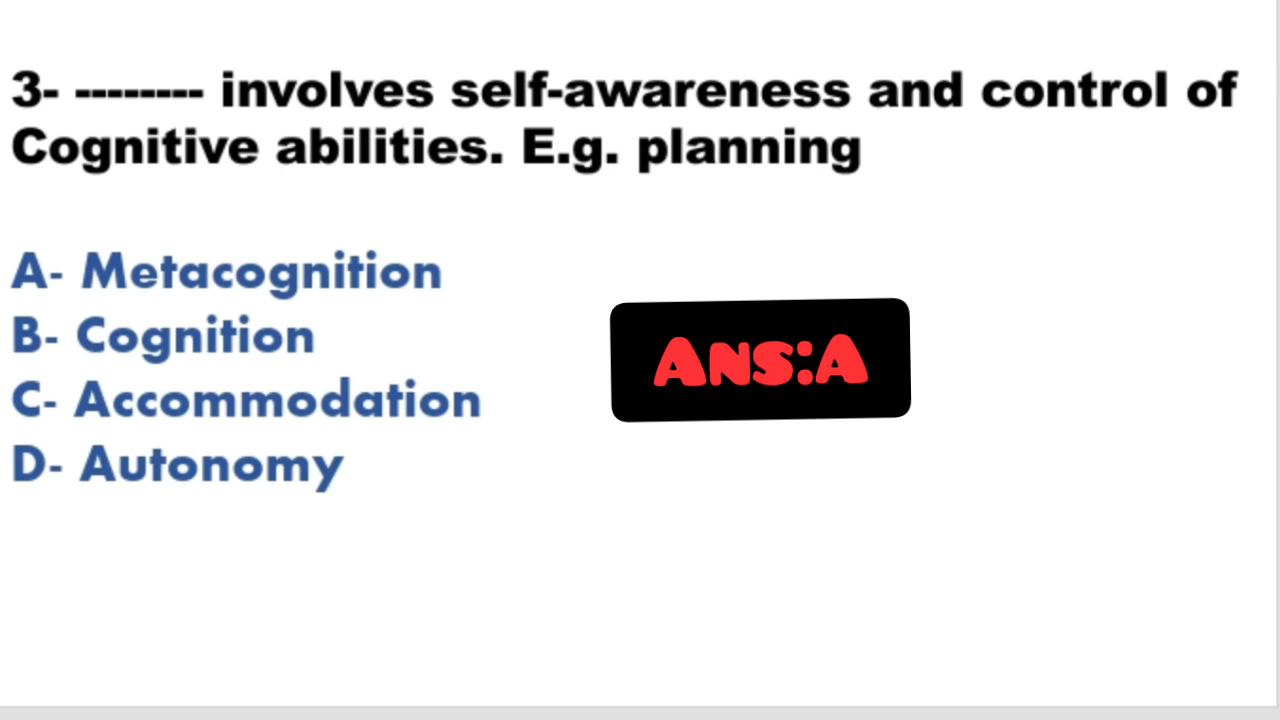 3- -------- involves self-awareness and control of
Cognitive abilities. E.g. planning
A- Metacognition
B- Cognition
C- Accommodation
D- Autonomy
Ans:A